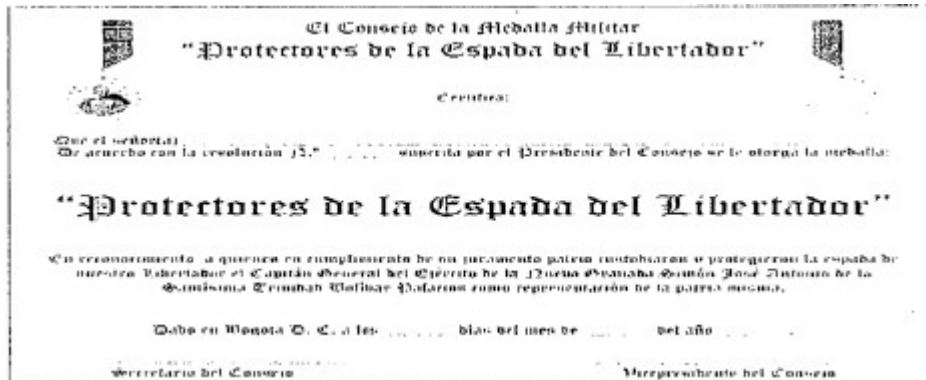 El Consejo de la Medalla Militar
"Protectores de la Espada del Libertador"
Certifica:
Que el señor(a):
De acuerdo con la resolución N.° ...... suscrita por el Presidente del Consejo se le otorga la medalla:
"Protectores de la Espada del Libertador"
En reconocimiento a quienes en cumplimiento de un juramento patrio custodiaron y protegieron la espada de
nuestro Libertador el Capitán General del Ejército de la Nueva Granada Simón José Antonio de la
Santísima Trinidad Bolívar Palacios como representación de la patria misma.
Dado en Bogota D. C. a los ...... días del mes de ...... del año ......
Secretario del Consejo
Vicepresidente del Consejo